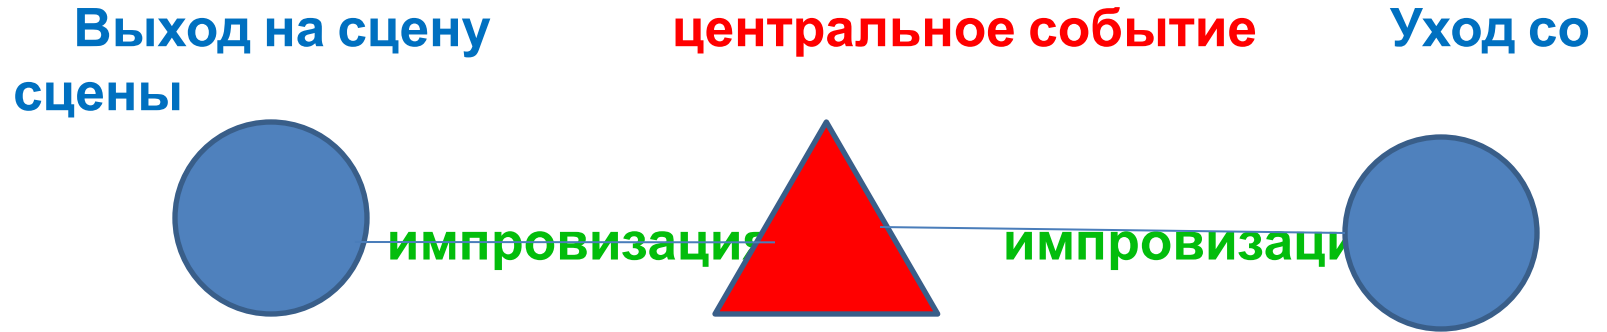 Выход на сцену центральное событие Уход со
сцены
импровизация импровизаци